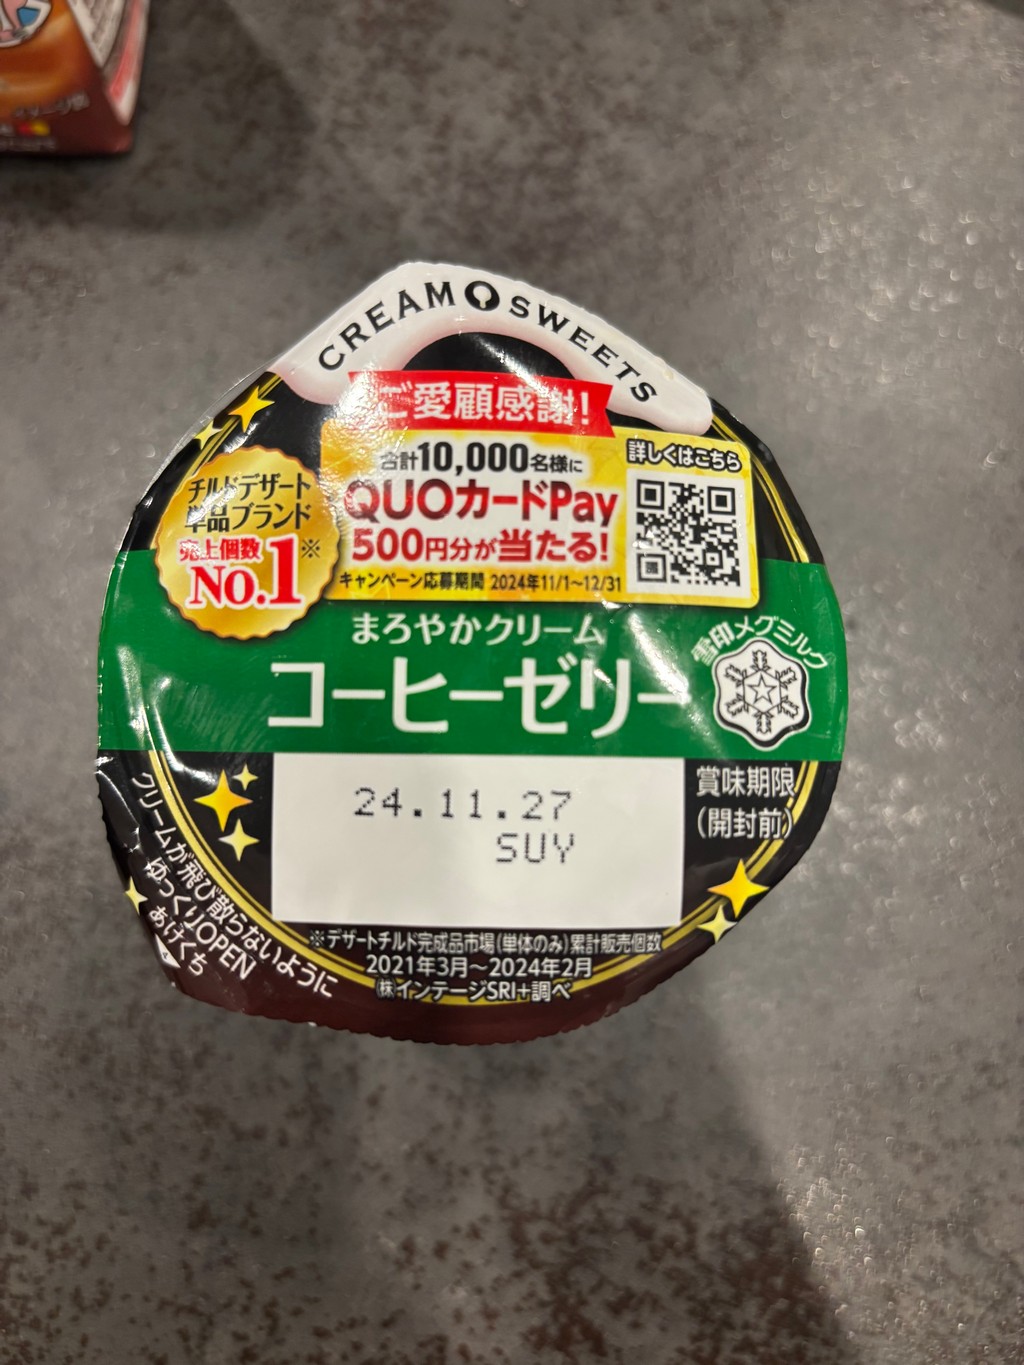 CREAM SWEETS
ご愛顧感謝!
合計10,000名様に
QUOカードPay
500円分が当たる!
キャンペーン応募期間 2024年11/1〜12/31
詳しくはこちら
チルドデザート
単品ブランド
売上個数※
No.1
まろやかクリーム
コーヒーゼリー
雪印メグミルク
24.11.27
SUY
賞味期限
(開封前)
クリームが飛び散らないように
ゆっくりOPEN
あけくち
※デザートチルド完成品市場(単体のみ)累計販売個数
2021年3月〜2024年2月
㈱インテージSRI+調べ